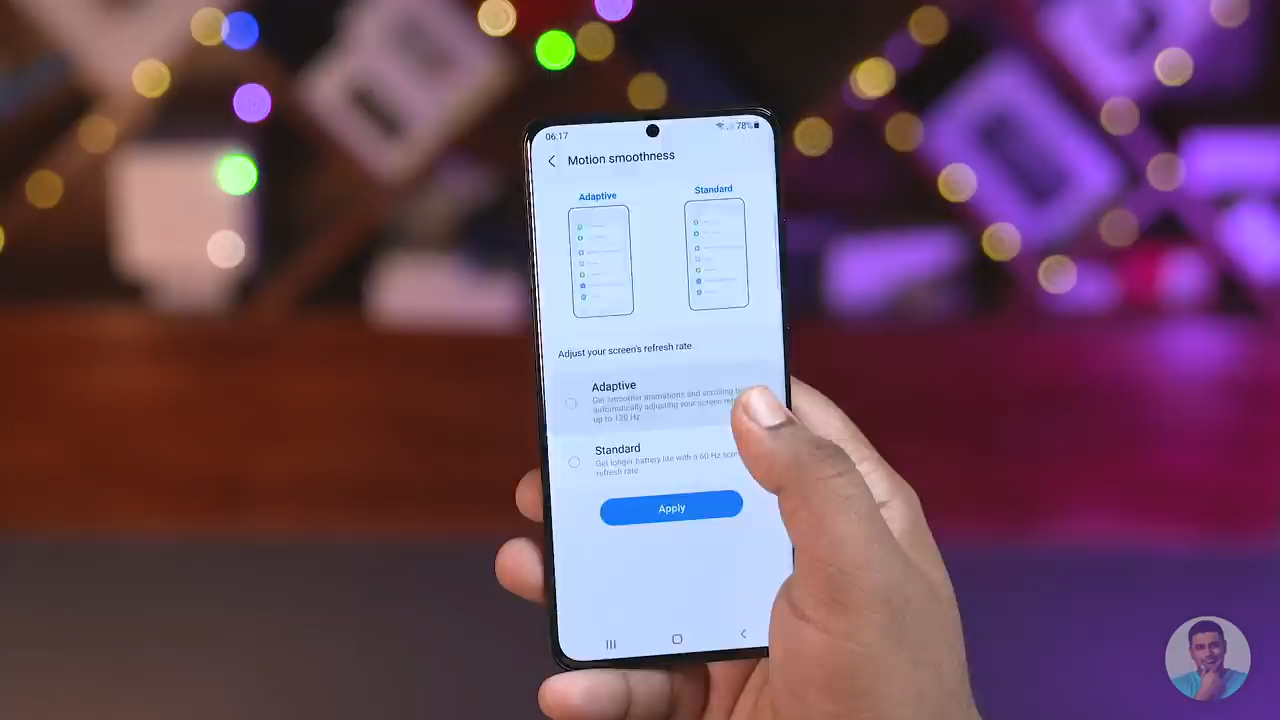 06:17
78%
Motion smoothness
Adaptive
Standard
Adjust your screen's refresh rate
Adaptive
Get smoother animations and scrolling
automatically adjusting your screen
up to 120 Hz
Standard
Get longer battery life with a 60 Hz
refresh rate
Apply